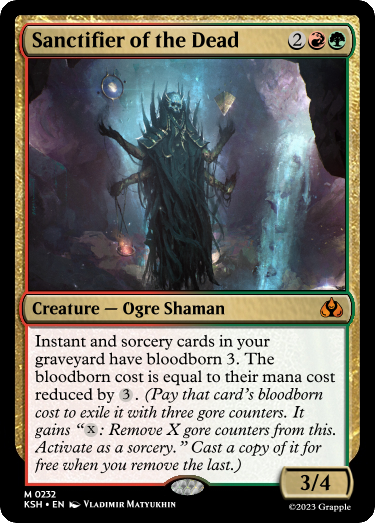 Sanctifier of the Dead 2
Creature — Ogre Shaman
Instant and sorcery cards in your
graveyard have bloodborn 3. The
bloodborn cost is equal to their mana cost
reduced by 3. (Pay that card's bloodborn
cost to exile it with three gore counters. It
gains “X: Remove X gore counters from this.
Activate as a sorcery.” Cast a copy of it for
free when you remove the last.)
3/4
M 0232
KSH • EN Vladimir Matyukhin
©2023 Grapple